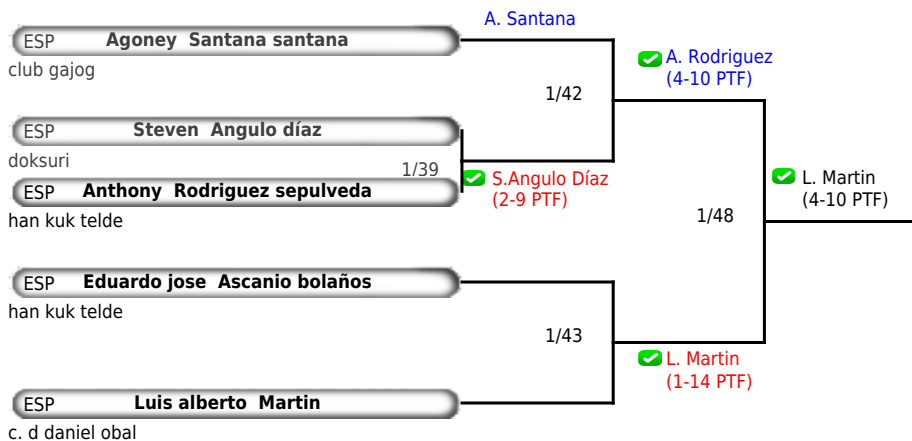 A. Santana
ESP Agoney Santana santana
club gajog
A. Rodriguez
(4-10 PTF)
1/42
ESP Steven Angulo díaz
doksuri
1/39
S.Angulo Díaz
(2-9 PTF)
L. Martin
(4-10 PTF)
ESP Anthony Rodriguez sepulveda
han kuk telde
1/48
ESP Eduardo jose Ascanio bolaños
han kuk telde
1/43
L. Martin
(1-14 PTF)
ESP Luis alberto Martin
c. d daniel obal